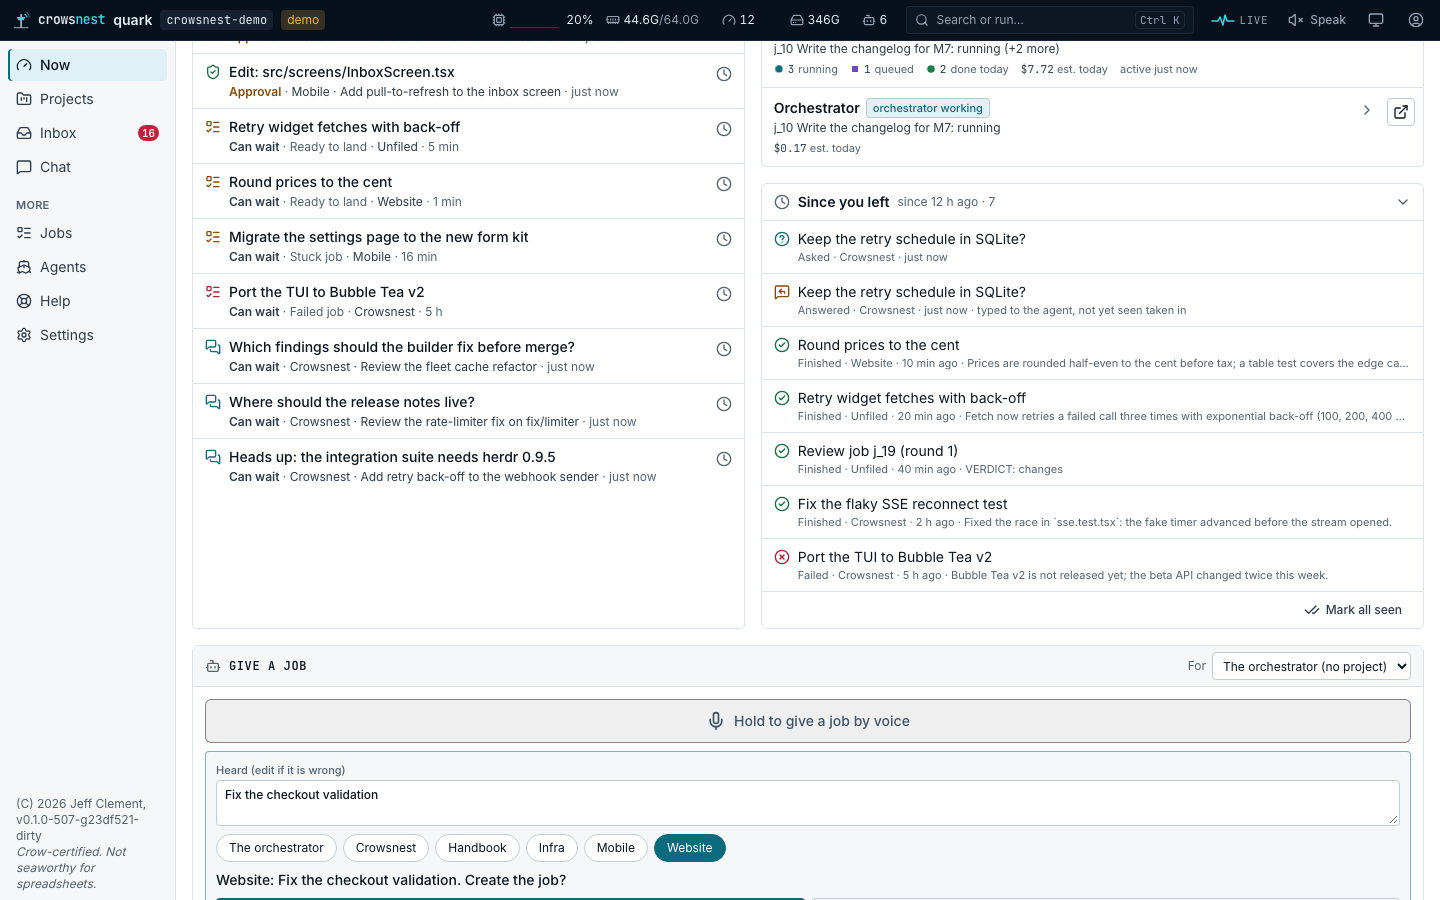 crowsnest quark crowsnest-demo demo 20% 44.6G/64.0G 12 346G 6 Search or run... Ctrl K LIVE Speak
Now
Projects
Inbox 16
Chat
MORE
Jobs
Agents
Help
Settings
(C) 2026 Jeff Clement,
v0.1.0-507-g23df521-
dirty
Crow-certified. Not
seaworthy for
spreadsheets.
Edit: src/screens/InboxScreen.tsx
Approval · Mobile · Add pull-to-refresh to the inbox screen · just now
Retry widget fetches with back-off
Can wait · Ready to land · Unfiled · 5 min
Round prices to the cent
Can wait · Ready to land · Website · 1 min
Migrate the settings page to the new form kit
Can wait · Stuck job · Mobile · 16 min
Port the TUI to Bubble Tea v2
Can wait · Failed job · Crowsnest · 5 h
Which findings should the builder fix before merge?
Can wait · Crowsnest · Review the fleet cache refactor · just now
Where should the release notes live?
Can wait · Crowsnest · Review the rate-limiter fix on fix/limiter · just now
Heads up: the integration suite needs herdr 0.9.5
Can wait · Crowsnest · Add retry back-off to the webhook sender · just now
j_10 Write the changelog for M7: running (+2 more)
3 running 1 queued 2 done today $7.72 est. today active just now
Orchestrator orchestrator working
j_10 Write the changelog for M7: running
$0.17 est. today
Since you left since 12 h ago · 7
Keep the retry schedule in SQLite?
Asked · Crowsnest · just now
Keep the retry schedule in SQLite?
Answered · Crowsnest · just now · typed to the agent, not yet seen taken in
Round prices to the cent
Finished · Website · 10 min ago · Prices are rounded half-even to the cent before tax; a table test covers the edge ca...
Retry widget fetches with back-off
Finished · Unfiled · 20 min ago · Fetch now retries a failed call three times with exponential back-off (100, 200, 400 ...
Review job j_19 (round 1)
Finished · Unfiled · 40 min ago · VERDICT: changes
Fix the flaky SSE reconnect test
Finished · Crowsnest · 2 h ago · Fixed the race in `sse.test.tsx`: the fake timer advanced before the stream opened.
Port the TUI to Bubble Tea v2
Failed · Crowsnest · 5 h ago · Bubble Tea v2 is not released yet; the beta API changed twice this week.
Mark all seen
GIVE A JOB For The orchestrator (no project)
Hold to give a job by voice
Heard (edit if it is wrong)
Fix the checkout validation
The orchestrator Crowsnest Handbook Infra Mobile Website
Website: Fix the checkout validation. Create the job?